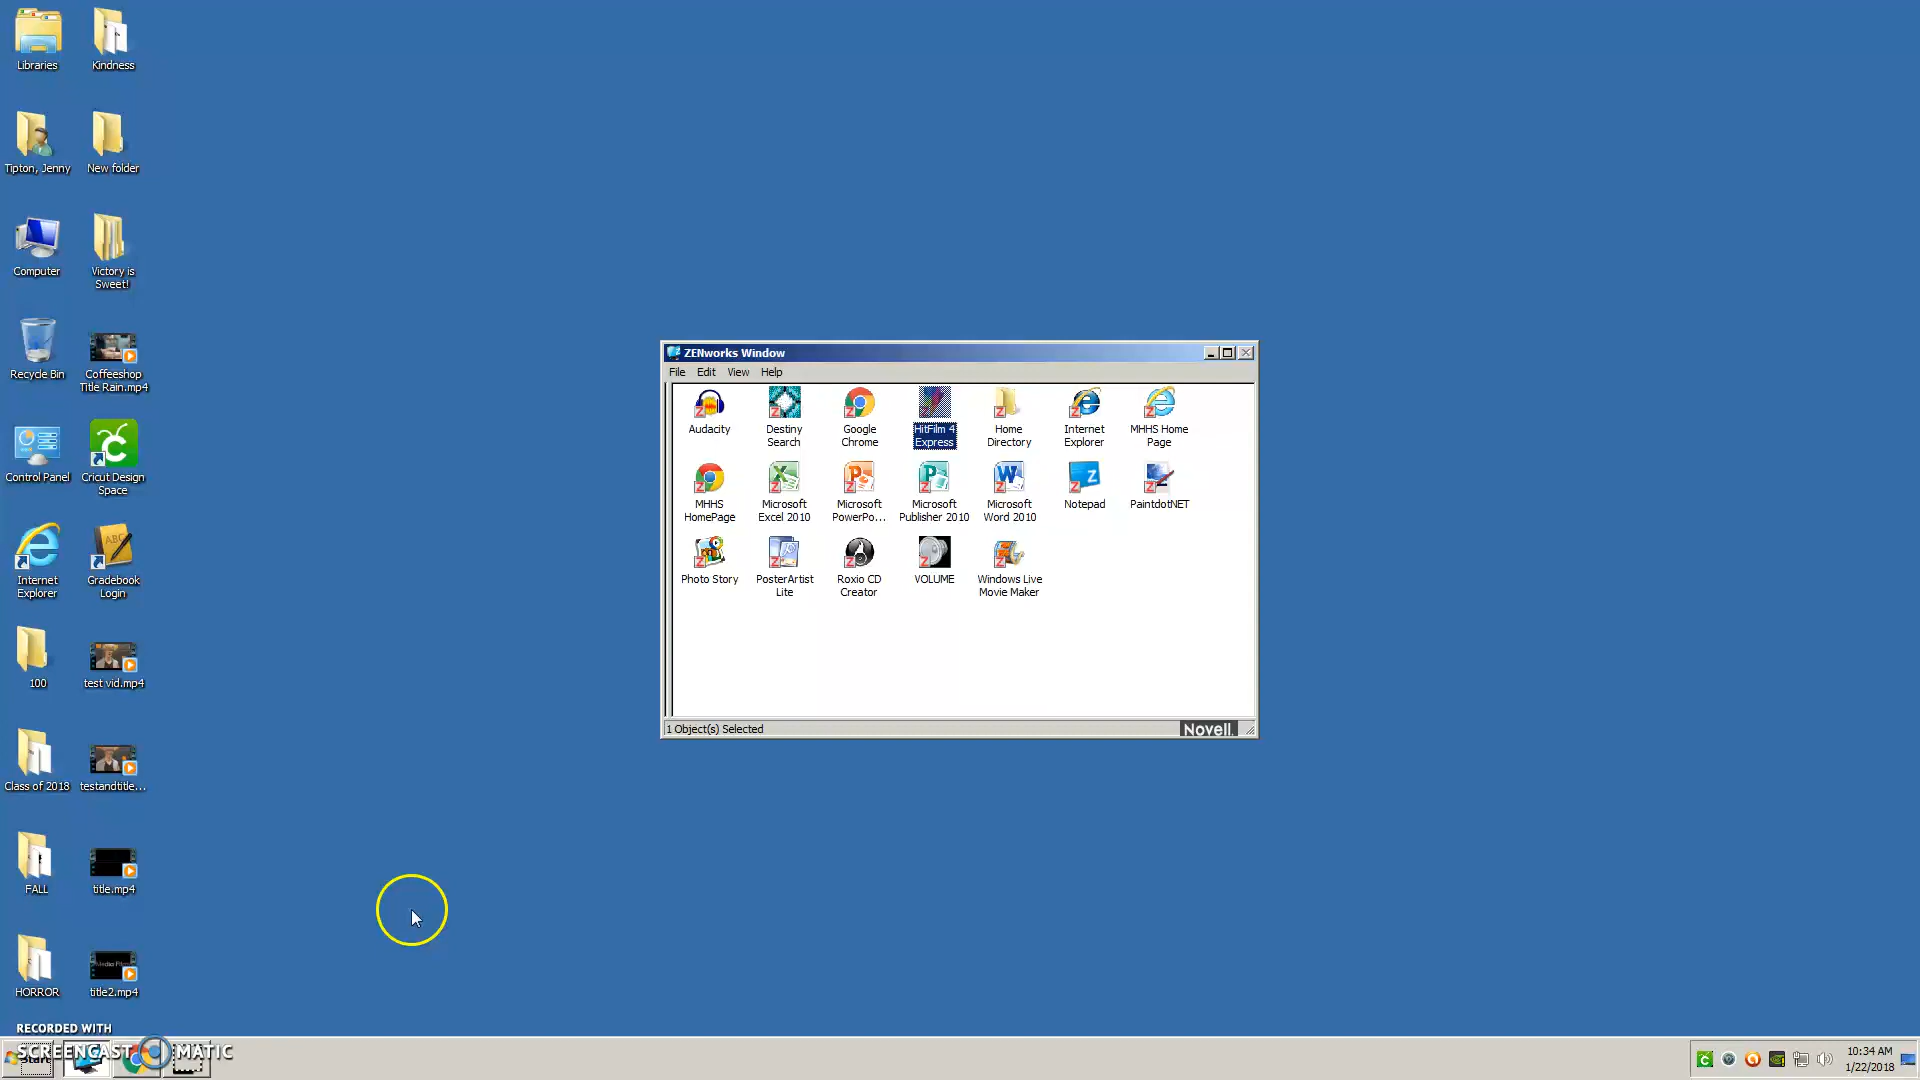 Libraries
Kindness
Tipton, Jenny
New folder
Computer
Victory is
Sweet!
Recycle Bin
Coffeeshop
Title Rain.mp4
Control Panel
Cricut Design
Space
Internet
Explorer
Gradebook
Login
100
test vid.mp4
Class of 2018
testandtitle...
FALL
title.mp4
HORROR
title2.mp4
ZENworks Window
File Edit View Help
Audacity
Destiny
Search
Google
Chrome
HitFilm 4
Express
Home
Directory
Internet
Explorer
MHHS Home
Page
MHHS
HomePage
Microsoft
Excel 2010
Microsoft
PowerPo...
Microsoft
Publisher 2010
Microsoft
Word 2010
Notepad
PaintdotNET
Photo Story
PosterArtist
Lite
Roxio CD
Creator
VOLUME
Windows Live
Movie Maker
1 Object(s) Selected
Novell.
RECORDED WITH
SCREENCAST MATIC
Start
10:34 AM
1/22/2018